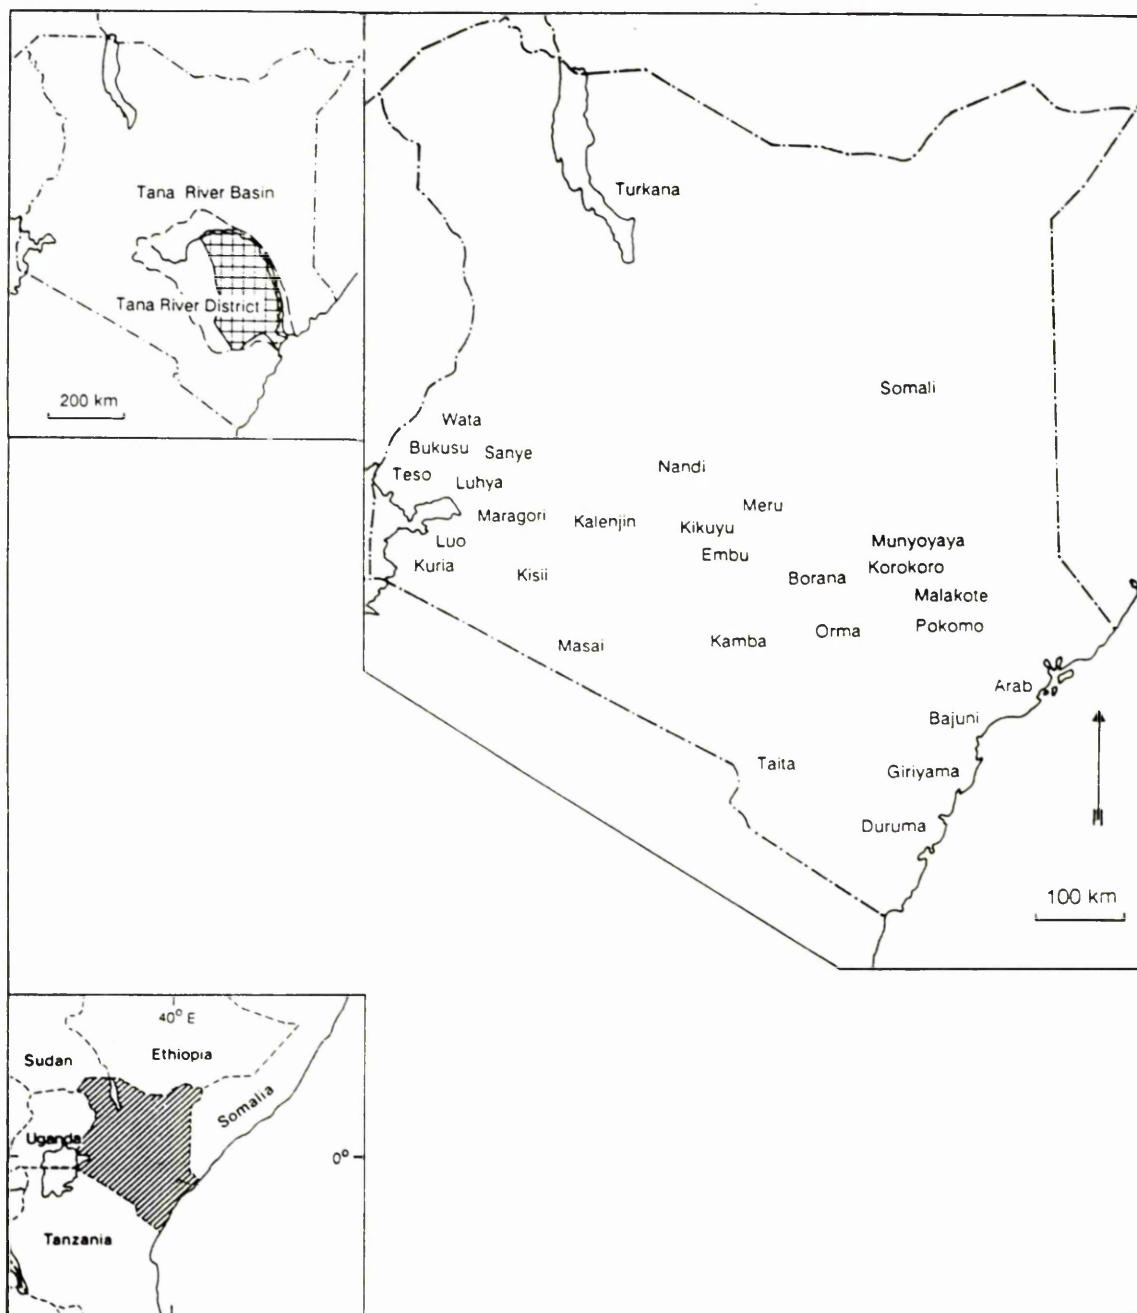 Tana River Basin
Tana River District
200 km
Turkana
Somali
Wata
Bukusu
Sanye
Nandi
Teso
Luhya
Meru
Maragori
Kalenjin
Kikuyu
Luo
Embu
Munyoyaya
Kuria
Kisii
Borana
Korokoro
Malakote
Masai
Kamba
Orma
Pokomo
Arab
Bajuni
Taita
Giriyama
Duruma
100 km
40° E
Sudan
Ethiopia
Somalia
Uganda
0°
Tanzania